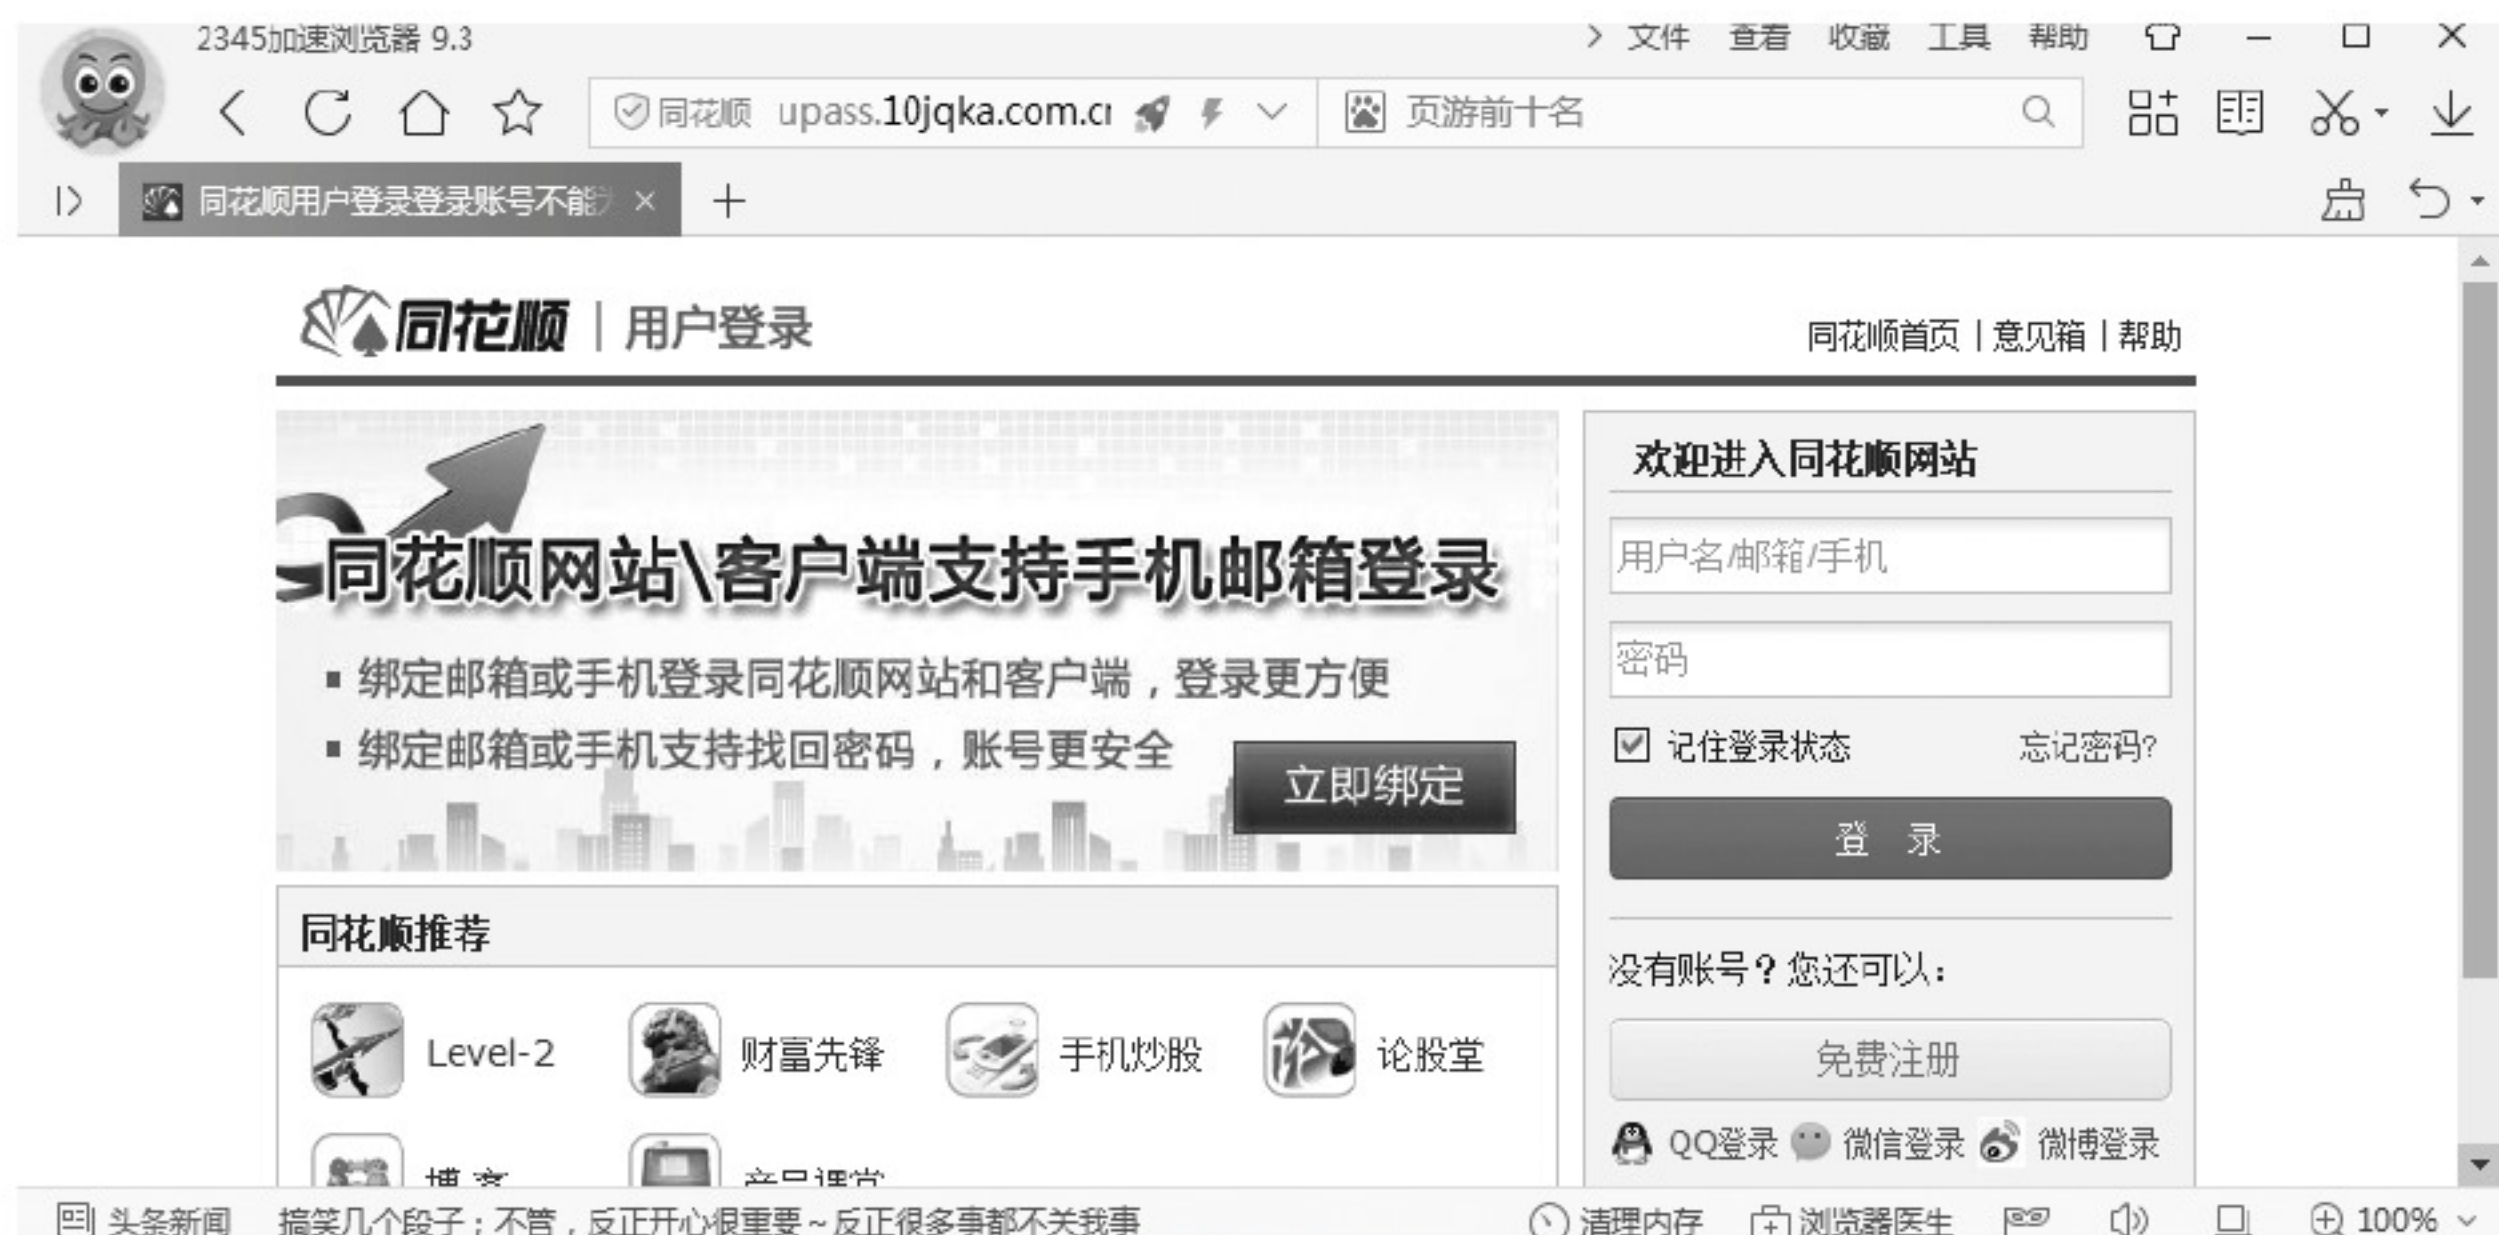 2345加速浏览器 9.3
文件 查看 收藏 工具 帮助
同花顺 upass.10jqka.com.cn
页游前十名
同花顺用户登录登录账号不能
同花顺 | 用户登录
同花顺首页 | 意见箱 | 帮助
同花顺网站\客户端支持手机邮箱登录
▪ 绑定邮箱或手机登录同花顺网站和客户端，登录更方便
▪ 绑定邮箱或手机支持找回密码，账号更安全
立即绑定
欢迎进入同花顺网站
用户名/邮箱/手机
密码
记住登录状态 忘记密码?
登 录
没有账号？您还可以：
免费注册
QQ登录 微信登录 微博登录
同花顺推荐
Level-2 财富先锋 手机炒股 论 论股堂
博 客 产品课堂
头条新闻 搞笑几个段子；不管，反正开心很重要～反正很多事都不关我事
清理内存 浏览器医生 100%